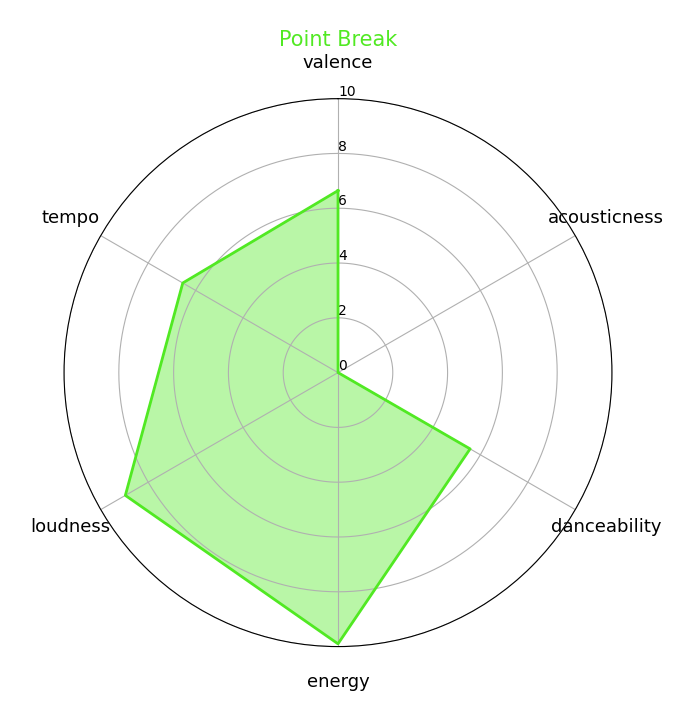 Point Break
valence
10
8
tempo
acousticness
6
4
2
0
loudness
danceability
energy